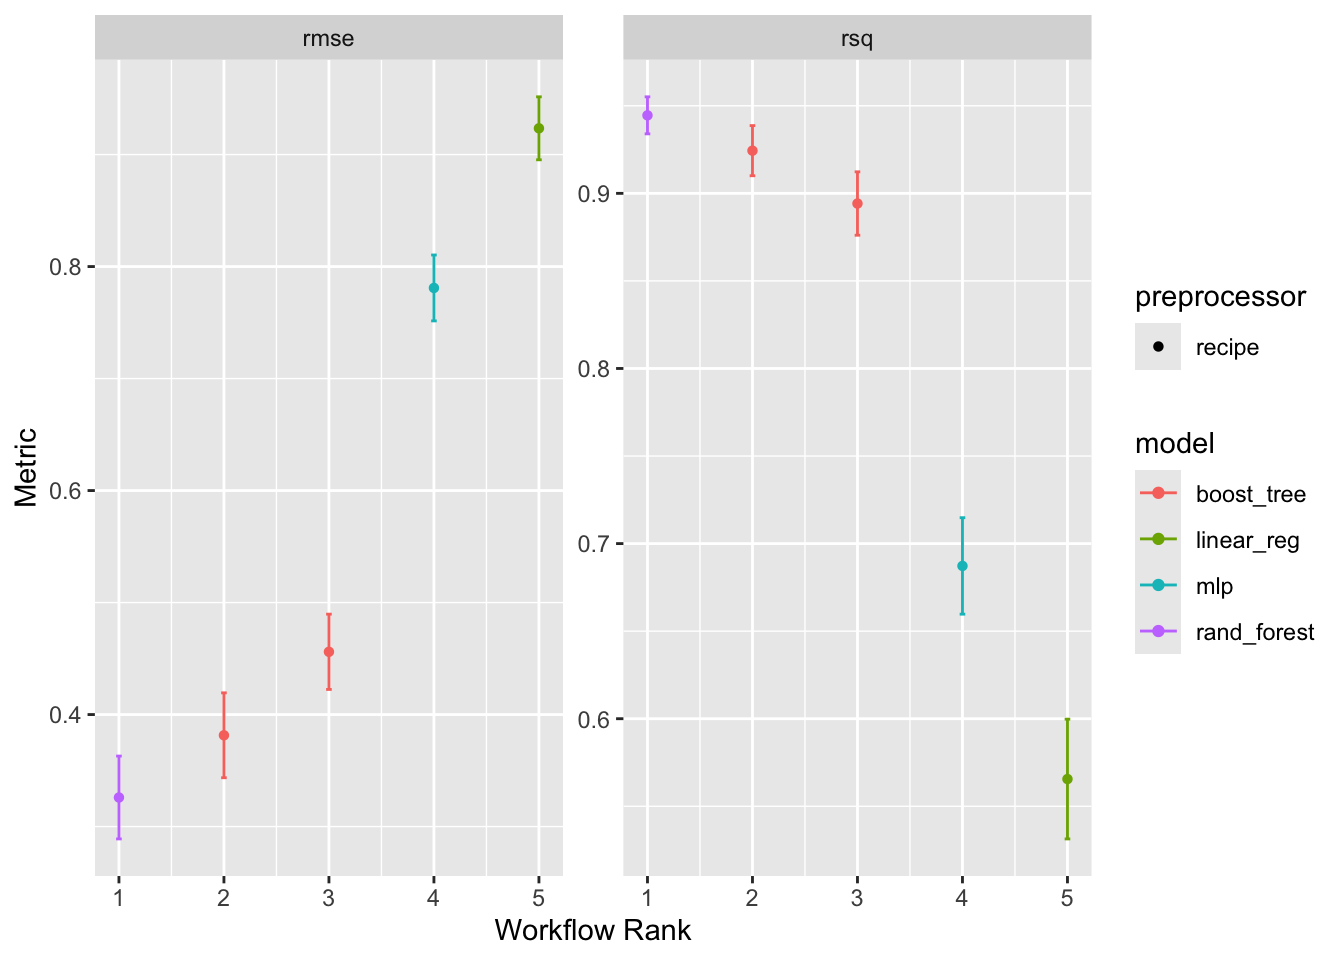 rmse
rsq
Metric
0.8
0.6
0.4
0.9
0.8
0.7
0.6
1 2 3 4 5
1 2 3 4 5
Workflow Rank
preprocessor
recipe
model
boost_tree
linear_reg
mlp
rand_forest